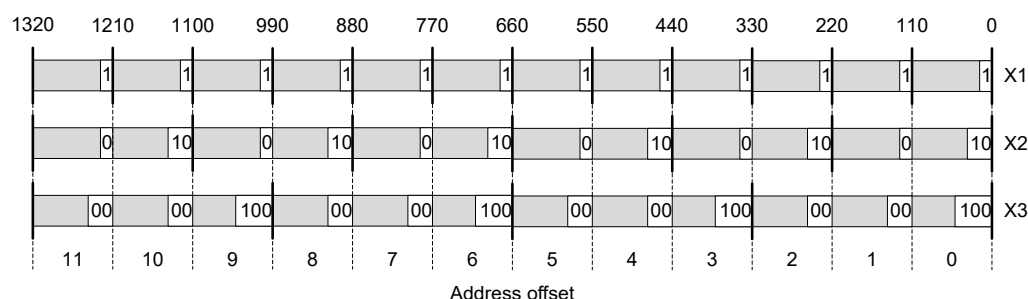 1320 1210 1100 990 880 770 660 550 440 330 220 110 0
1 1 1 1 1 1 1 1 1 1 1 1 X1
0 10 0 10 0 10 0 10 0 10 0 10 X2
00 00 100 00 00 100 00 00 100 00 00 100 X3
11 10 9 8 7 6 5 4 3 2 1 0
Address offset